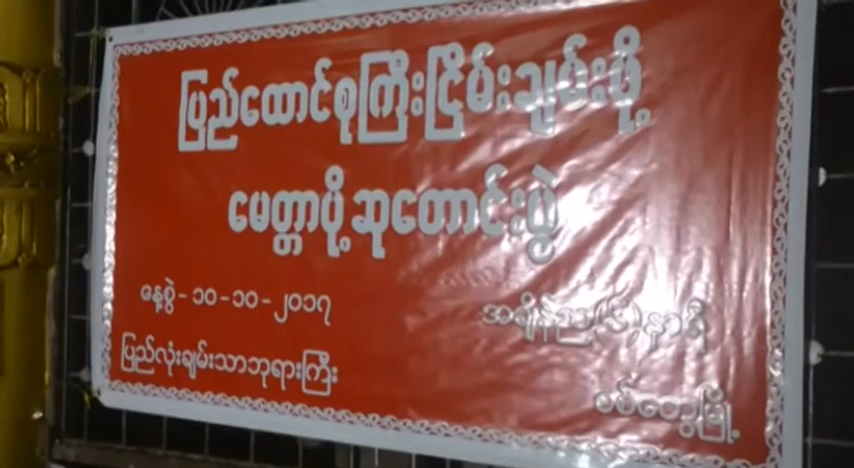 ပြည်ထောင်စုကြီးငြိမ်းချမ်းဖို့
မေတ္တာပို့ဆုတောင်းပွဲ
နေ့စွဲ - ၁၀ - ၁၀ - ၂၀၁၇
အချိန်ည(၆)နာရီ
ပြည်လုံးချမ်းသာဘုရားကြီး
စစ်တွေမြို့